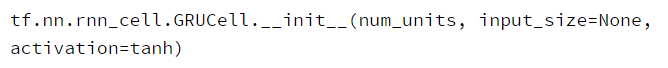 tf.nn.rnn_cell.GRUCell.__init__(num_units, input_size=None,
activation=tanh)